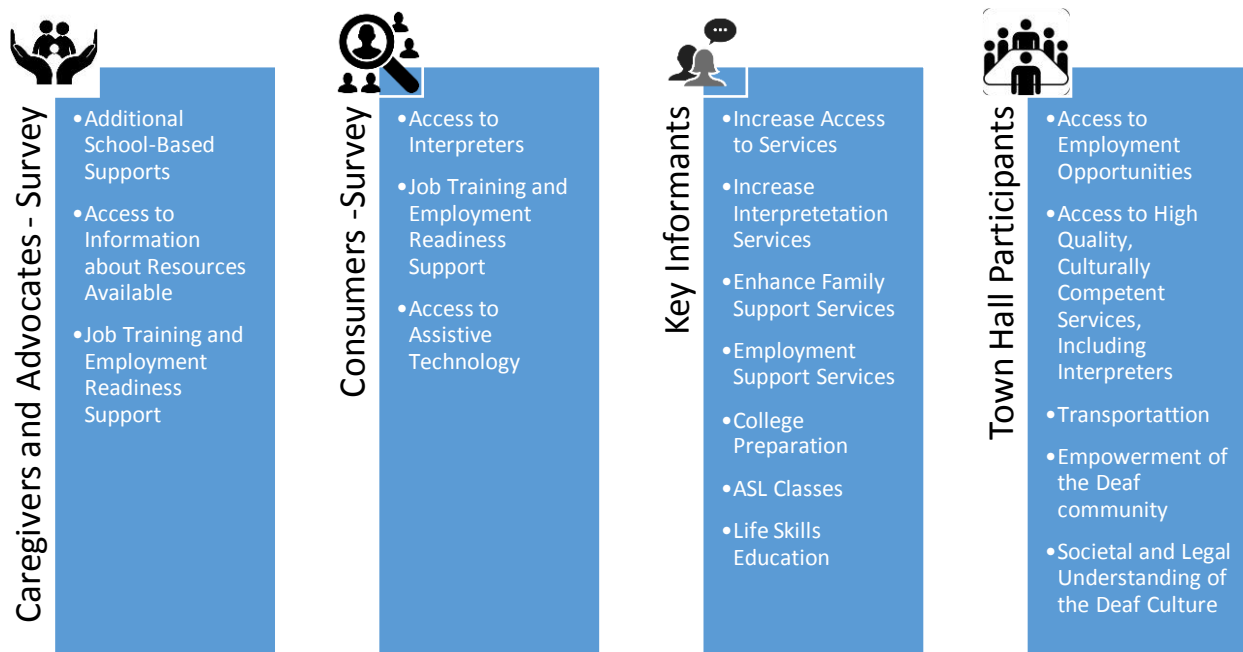 Caregivers and Advocates - Survey
•Additional
School-Based
Supports
•Access to
Information
about Resources
Available
•Job Training and
Employment
Readiness
Support
Consumers -Survey
•Access to
Interpreters
•Job Training and
Employment
Readiness
Support
•Access to
Assistive
Technology
Key Informants
•Increase Access
to Services
•Increase
Interpretetation
Services
•Enhance Family
Support Services
•Employment
Support Services
•College
Preparation
•ASL Classes
•Life Skills
Education
Town Hall Participants
•Access to
Employment
Opportunities
•Access to High
Quality,
Culturally
Competent
Services,
Including
Interpreters
•Transportattion
•Empowerment of
the Deaf
community
•Societal and Legal
Understanding of
the Deaf Culture